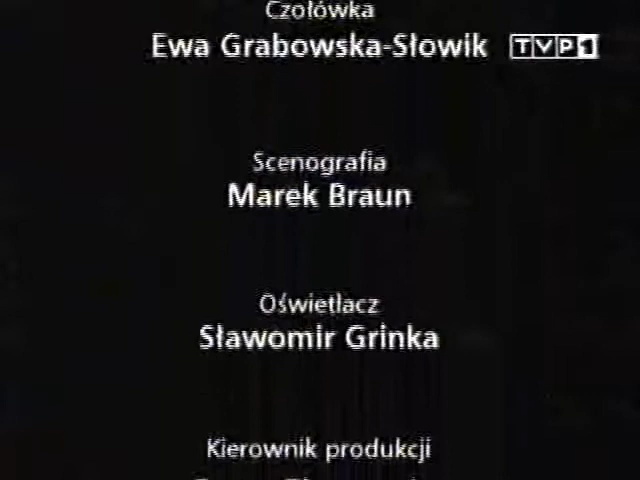 Czołówka
Ewa Grabowska-Słowik
TVP1
Scenografia
Marek Braun
Oświetlacz
Sławomir Grinka
Kierownik produkcji